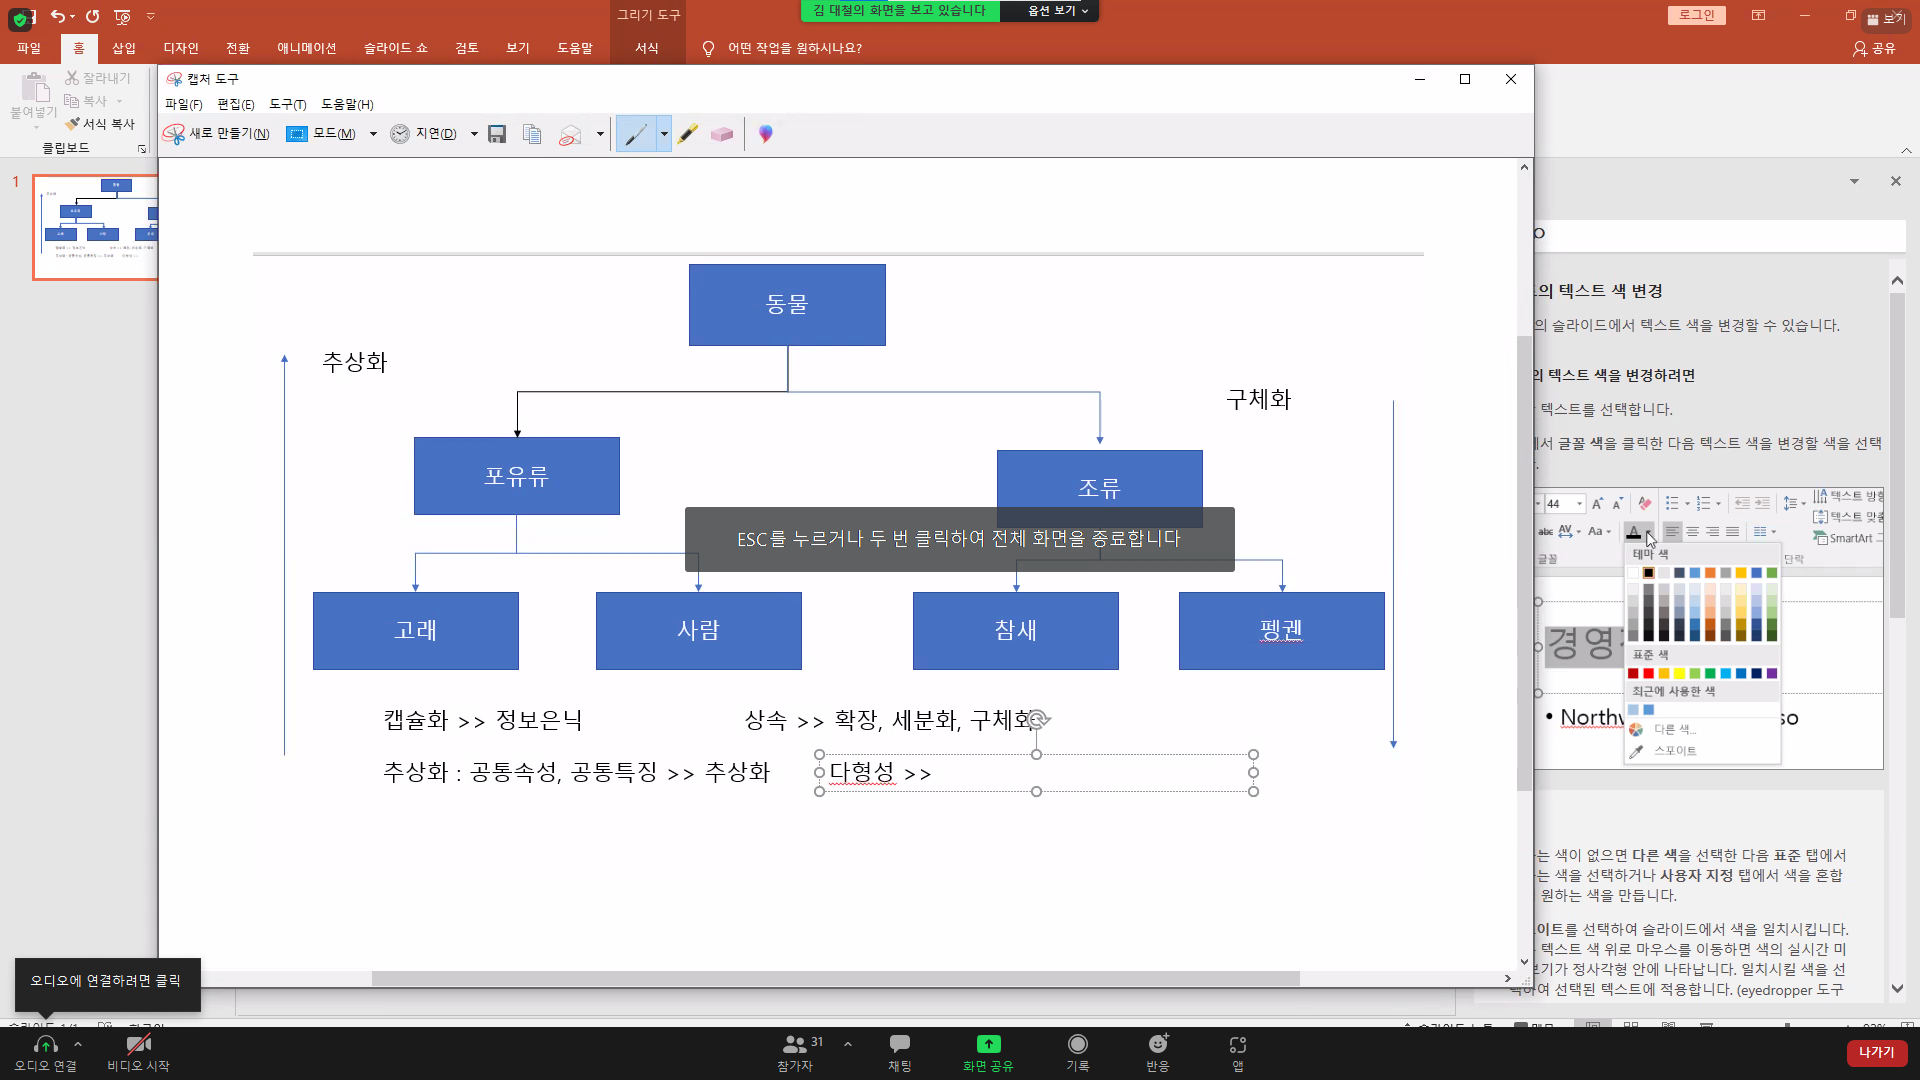 김 대철의 화면을 보고 있습니다
옵션 보기
그리기 도구
로그인
보기
파일
홈
삽입
디자인
전환
애니메이션
슬라이드 쇼
검토
보기
도움말
서식
어떤 작업을 원하시나요?
공유
붙여넣기
잘라내기
복사
서식 복사
클립보드
캡처 도구
파일(F) 편집(E) 도구(T) 도움말(H)
새로 만들기(N) 모드(M) 지연(D)
1
동물
추상화
구체화
포유류
조류
ESC를 누르거나 두 번 클릭하여 전체 화면을 종료합니다
고래
사람
참새
펭귄
캡슐화 >> 정보은닉
상속 >> 확장, 세분화, 구체화
추상화 : 공통속성, 공통특징 >> 추상화
다형성 >>
의 텍스트 색 변경
의 슬라이드에서 텍스트 색을 변경할 수 있습니다.
의 텍스트 색을 변경하려면
텍스트를 선택합니다.
에서 글꼴 색을 클릭한 다음 텍스트 색을 변경할 색을 선택
44
텍스트 방향
abc AV Aa
텍스트 맞춤
SmartArt
글꼴
단락
테마 색
표준 색
최근에 사용한 색
다른 색...
스포이트
경영
• Northw
so
는 색이 없으면 다른 색을 선택한 다음 표준 탭에서
는 색을 선택하거나 사용자 지정 탭에서 색을 혼합
원하는 색을 만듭니다.
이트를 선택하여 슬라이드에서 색을 일치시킵니다.
텍스트 색 위로 마우스를 이동하면 색의 실시간 미
보기가 정사각형 안에 나타납니다. 일치시킬 색을 선
택하여 선택된 텍스트에 적용합니다. (eyedropper 도구
오디오에 연결하려면 클릭
오디오 연결
비디오 시작
참가자
31
채팅
화면 공유
기록
반응
앱
나가기